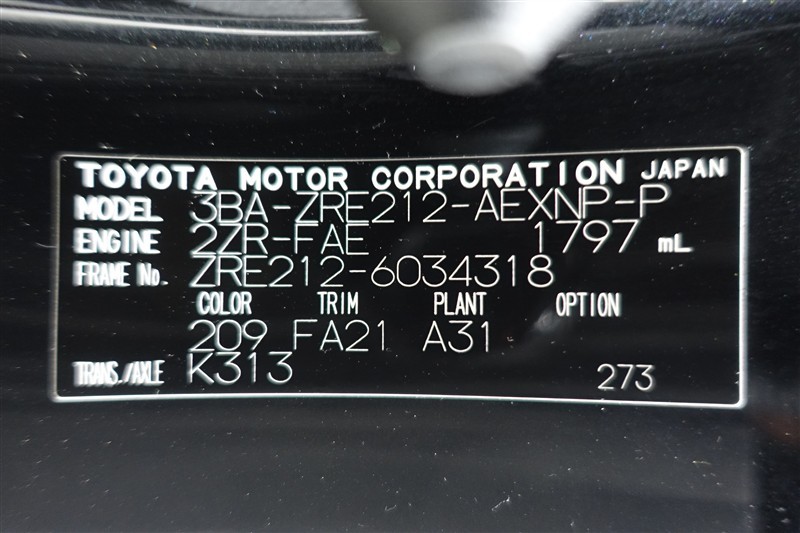 TOYOTA MOTOR CORPORATION JAPAN
MODEL 3BA-ZRE212-AEXNP-P
ENGINE 2ZR-FAE 1797 mL
FRAME No. ZRE212-6034318
COLOR TRIM PLANT OPTION
209 FA21 A31
TRANS./AXLE K313 273